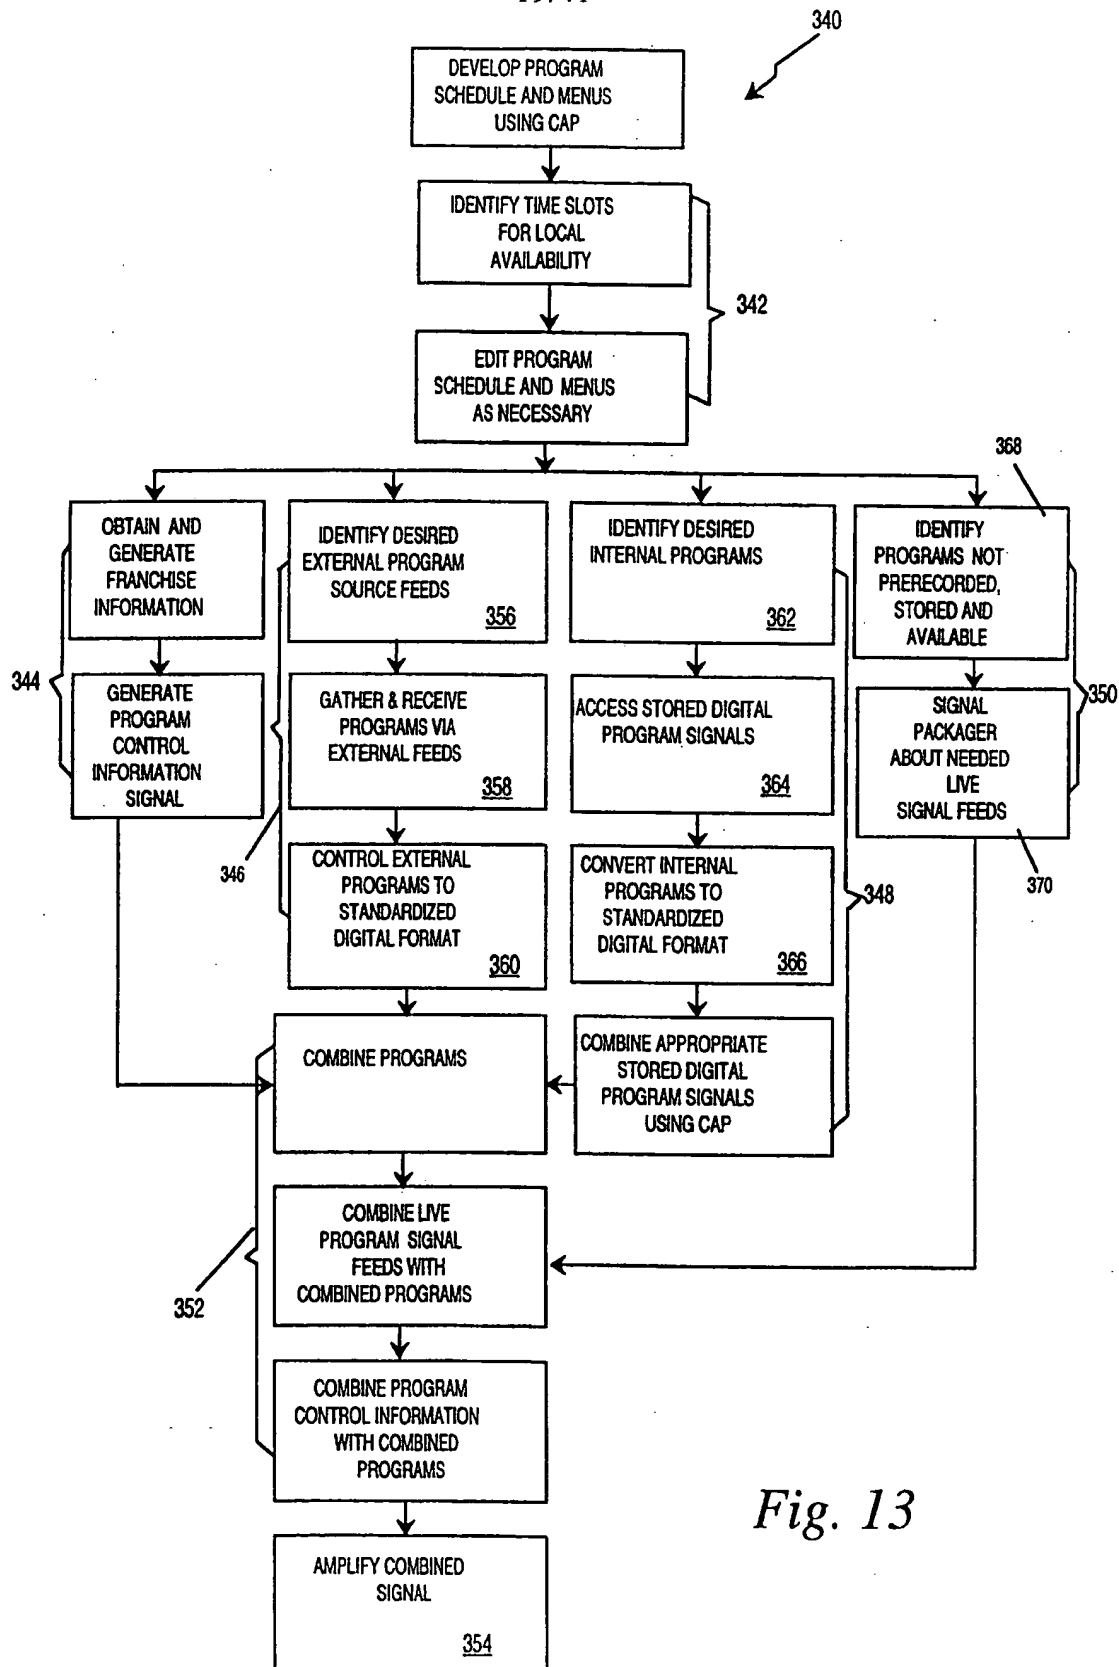 340
DEVELOP PROGRAM
SCHEDULE AND MENUS
USING CAP
IDENTIFY TIME SLOTS
FOR LOCAL
AVAILABILITY
342
EDIT PROGRAM
SCHEDULE AND MENUS
AS NECESSARY
368
OBTAIN AND
GENERATE
FRANCHISE
INFORMATION
IDENTIFY DESIRED
EXTERNAL PROGRAM
SOURCE FEEDS
356
IDENTIFY DESIRED
INTERNAL PROGRAMS
362
IDENTIFY
PROGRAMS NOT
PRERECORDED,
STORED AND
AVAILABLE
344
350
GENERATE
PROGRAM
CONTROL
INFORMATION
SIGNAL
GATHER & RECEIVE
PROGRAMS VIA
EXTERNAL FEEDS
358
ACCESS STORED DIGITAL
PROGRAM SIGNALS
364
SIGNAL
PACKAGER
ABOUT NEEDED
LIVE
SIGNAL FEEDS
346
370
CONTROL EXTERNAL
PROGRAMS TO
STANDARDIZED
DIGITAL FORMAT
360
CONVERT INTERNAL
PROGRAMS TO
STANDARDIZED
DIGITAL FORMAT
366
348
COMBINE PROGRAMS
COMBINE APPROPRIATE
STORED DIGITAL
PROGRAM SIGNALS
USING CAP
COMBINE LIVE
PROGRAM SIGNAL
FEEDS WITH
COMBINED PROGRAMS
352
COMBINE PROGRAM
CONTROL INFORMATION
WITH COMBINED
PROGRAMS
Fig. 13
AMPLIFY COMBINED
SIGNAL
354